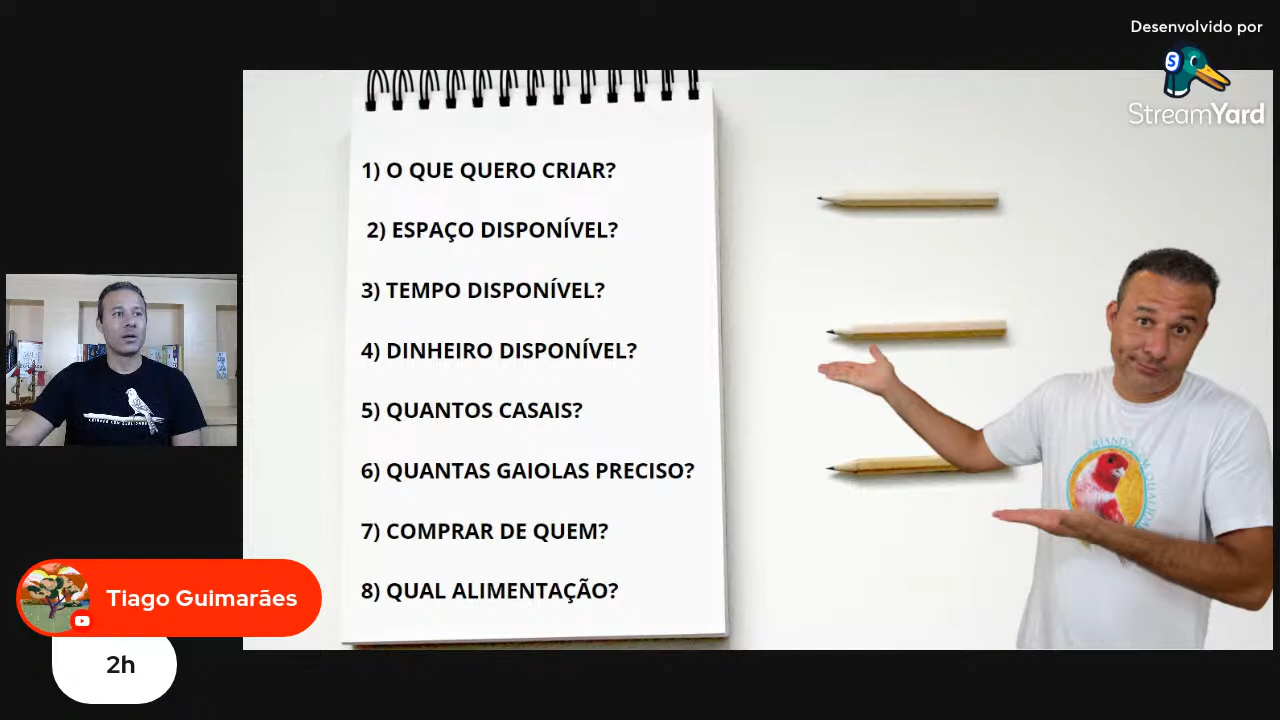 Desenvolvido por
StreamYard
1) O QUE QUERO CRIAR?
2) ESPAÇO DISPONÍVEL?
3) TEMPO DISPONÍVEL?
4) DINHEIRO DISPONÍVEL?
5) QUANTOS CASAIS?
6) QUANTAS GAIOLAS PRECISO?
7) COMPRAR DE QUEM?
8) QUAL ALIMENTAÇÃO?
Tiago Guimarães
2h